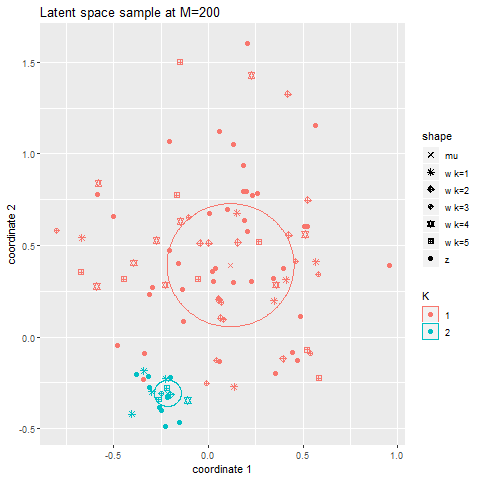 Latent space sample at M=200
1.5
1.0
0.5
0.0
-0.5
coordinate 2
-0.5
0.0
0.5
1.0
coordinate 1
shape
mu
w k=1
w k=2
w k=3
w k=4
w k=5
z
K
1
2